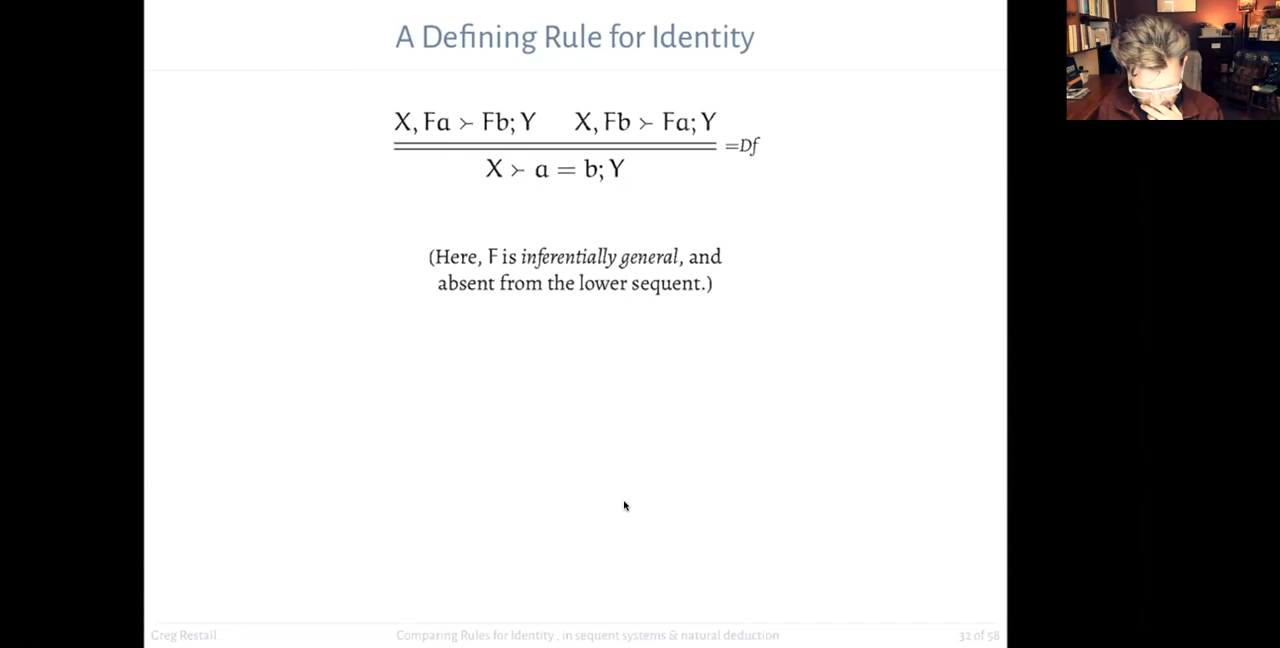 A Defining Rule for Identity
X, Fa ≻ Fb; Y X, Fb ≻ Fa; Y
=Df
X ≻ a = b; Y
(Here, F is inferentially general, and
absent from the lower sequent.)
Greg Restall Comparing Rules for Identity , in sequent systems & natural deduction 32 of 58